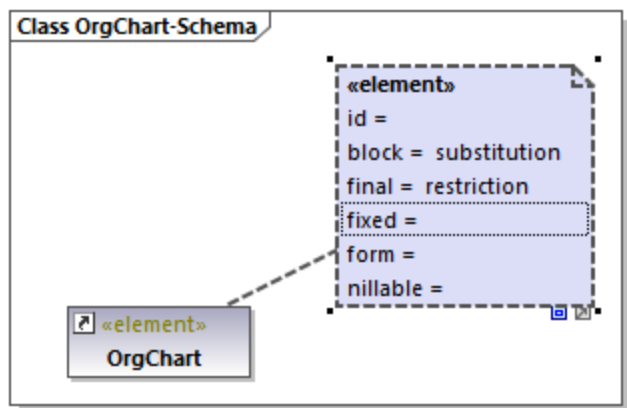 Class OrgChart-Schema
«element»
id =
block = substitution
final = restriction
fixed =
form =
nillable =
«element»
OrgChart